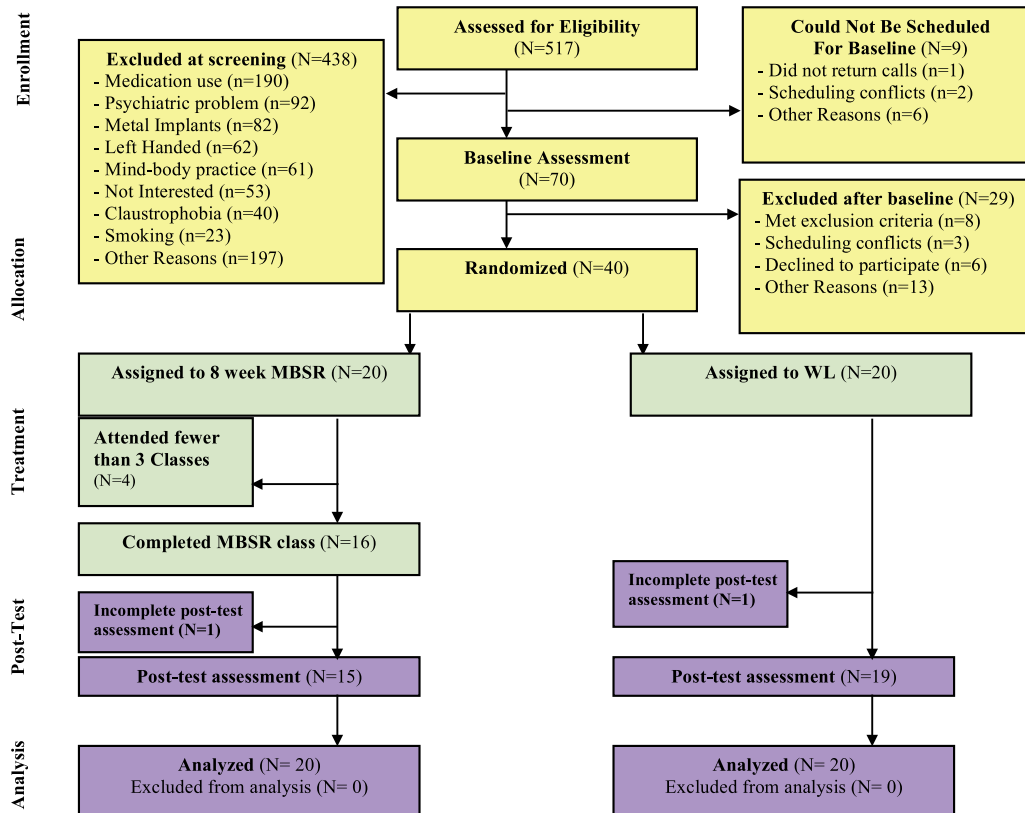 Enrollment
Assessed for Eligibility
(N=517)
Excluded at screening (N=438)
- Medication use (n=190)
- Psychiatric problem (n=92)
- Metal Implants (n=82)
- Left Handed (n=62)
- Mind-body practice (n=61)
- Not Interested (n=53)
- Claustrophobia (n=40)
- Smoking (n=23)
- Other Reasons (n=197)
Could Not Be Scheduled
For Baseline (N=9)
- Did not return calls (n=1)
- Scheduling conflicts (n=2)
- Other Reasons (n=6)
Baseline Assessment
(N=70)
Excluded after baseline (N=29)
- Met exclusion criteria (n=8)
- Scheduling conflicts (n=3)
- Declined to participate (n=6)
- Other Reasons (n=13)
Allocation
Randomized (N=40)
Assigned to 8 week MBSR (N=20)
Assigned to WL (N=20)
Treatment
Attended fewer
than 3 Classes
(N=4)
Completed MBSR class (N=16)
Post-Test
Incomplete post-test
assessment (N=1)
Incomplete post-test
assessment (N=1)
Post-test assessment (N=15)
Post-test assessment (N=19)
Analysis
Analyzed (N= 20)
Excluded from analysis (N= 0)
Analyzed (N= 20)
Excluded from analysis (N= 0)